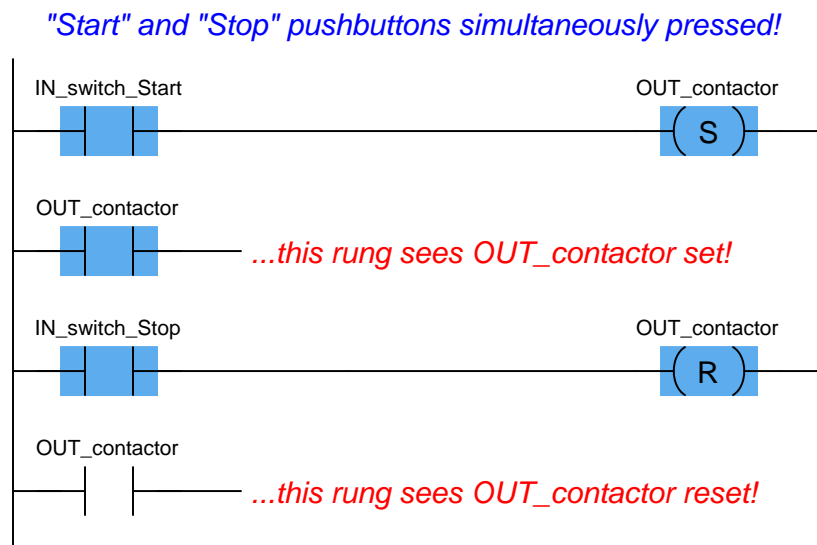 "Start" and "Stop" pushbuttons simultaneously pressed!
IN_switch_Start OUT_contactor
S
OUT_contactor
...this rung sees OUT_contactor set!
IN_switch_Stop OUT_contactor
R
OUT_contactor
...this rung sees OUT_contactor reset!